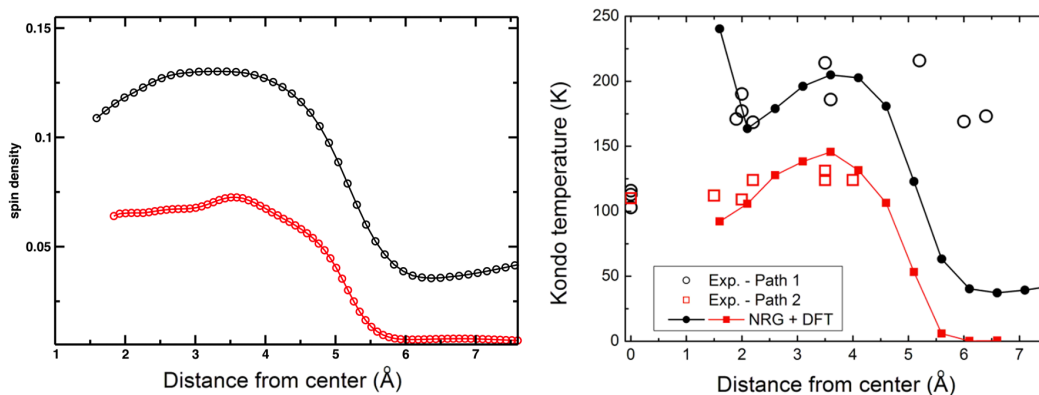 0.15
0.1
0.05
spin density
1 2 3 4 5 6 7
Distance from center (Å)
250
200
150
100
50
0
Kondo temperature (K)
Exp. - Path 1
Exp. - Path 2
NRG + DFT
0 1 2 3 4 5 6 7
Distance from center (Å)